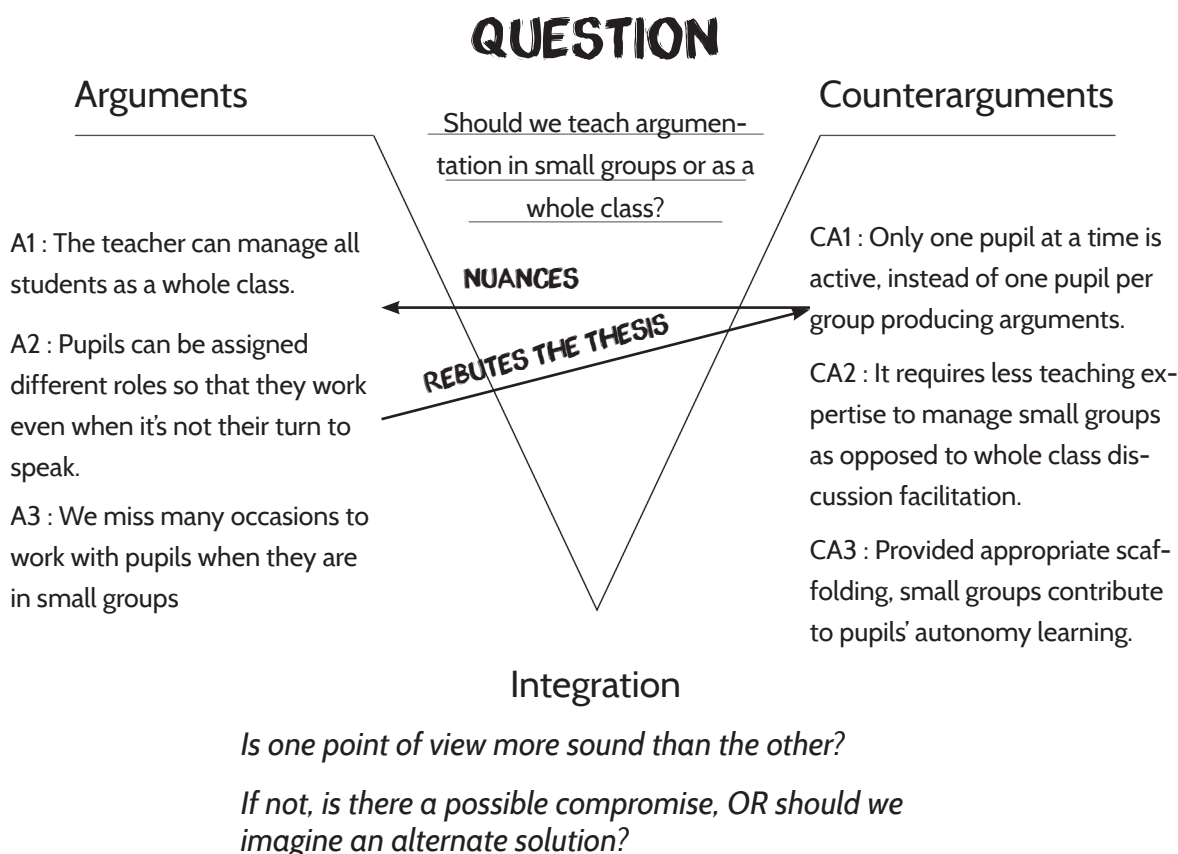 QUESTION
Arguments
Counterarguments
Should we teach argumen-
tation in small groups or as a
whole class?
A1 : The teacher can manage all
students as a whole class.
A2 : Pupils can be assigned
different roles so that they work
even when it's not their turn to
speak.
A3 : We miss many occasions to
work with pupils when they are
in small groups
NUANCES
REBUTES THE THESIS
CA1 : Only one pupil at a time is
active, instead of one pupil per
group producing arguments.
CA2 : It requires less teaching ex-
pertise to manage small groups
as opposed to whole class dis-
cussion facilitation.
CA3 : Provided appropriate scaf-
folding, small groups contribute
to pupils' autonomy learning.
Integration
Is one point of view more sound than the other?
If not, is there a possible compromise, OR should we
imagine an alternate solution?